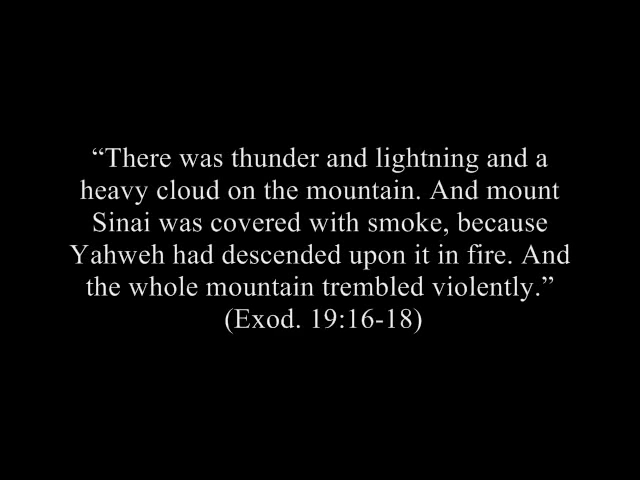 “There was thunder and lightning and a
heavy cloud on the mountain. And mount
Sinai was covered with smoke, because
Yahweh had descended upon it in fire. And
the whole mountain trembled violently.”
(Exod. 19:16-18)